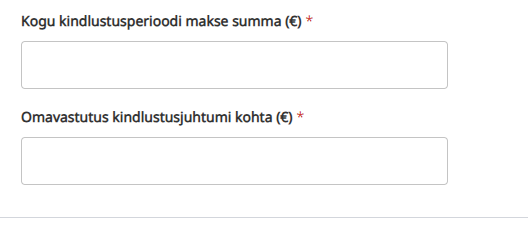 Kogu kindlustusperioodi makse summa (€) *
Omavastutus kindlustusjuhtumi kohta (€) *